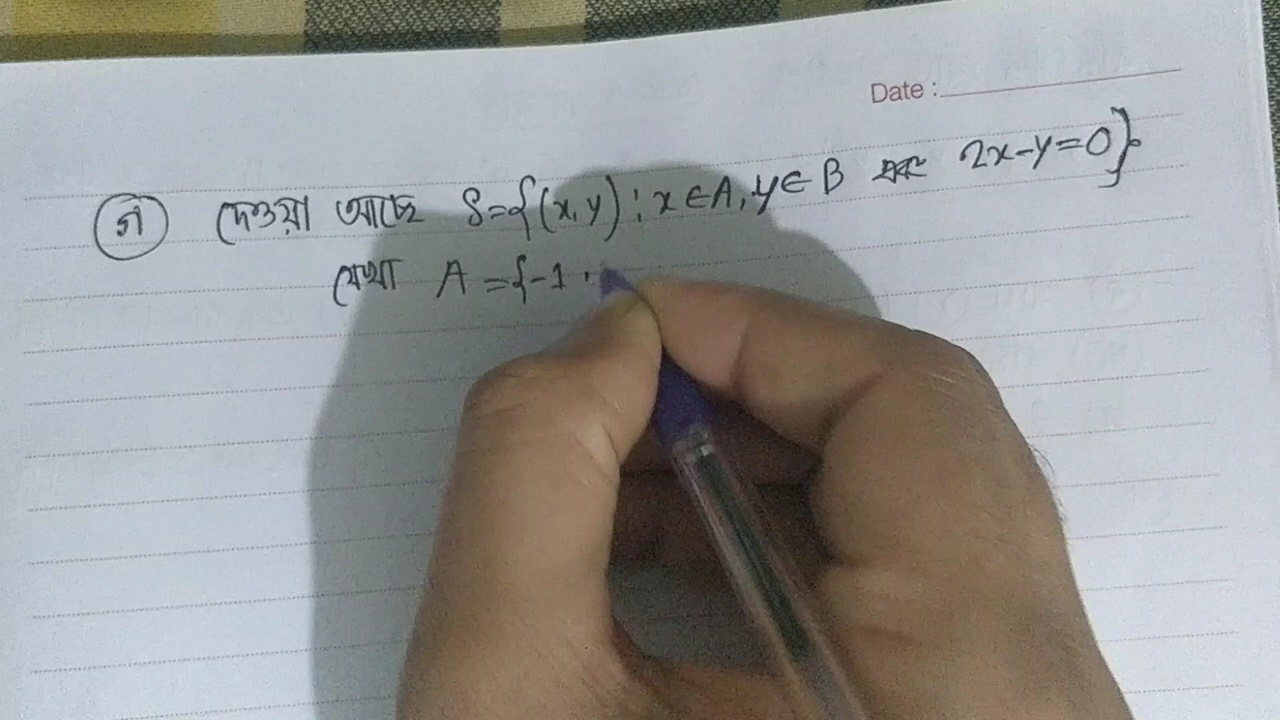 Date :
গ দেওয়া আছে S={(x, y) : x ∈ A, y ∈ B এবং 2x-y=0}
যেখা A = {-1,